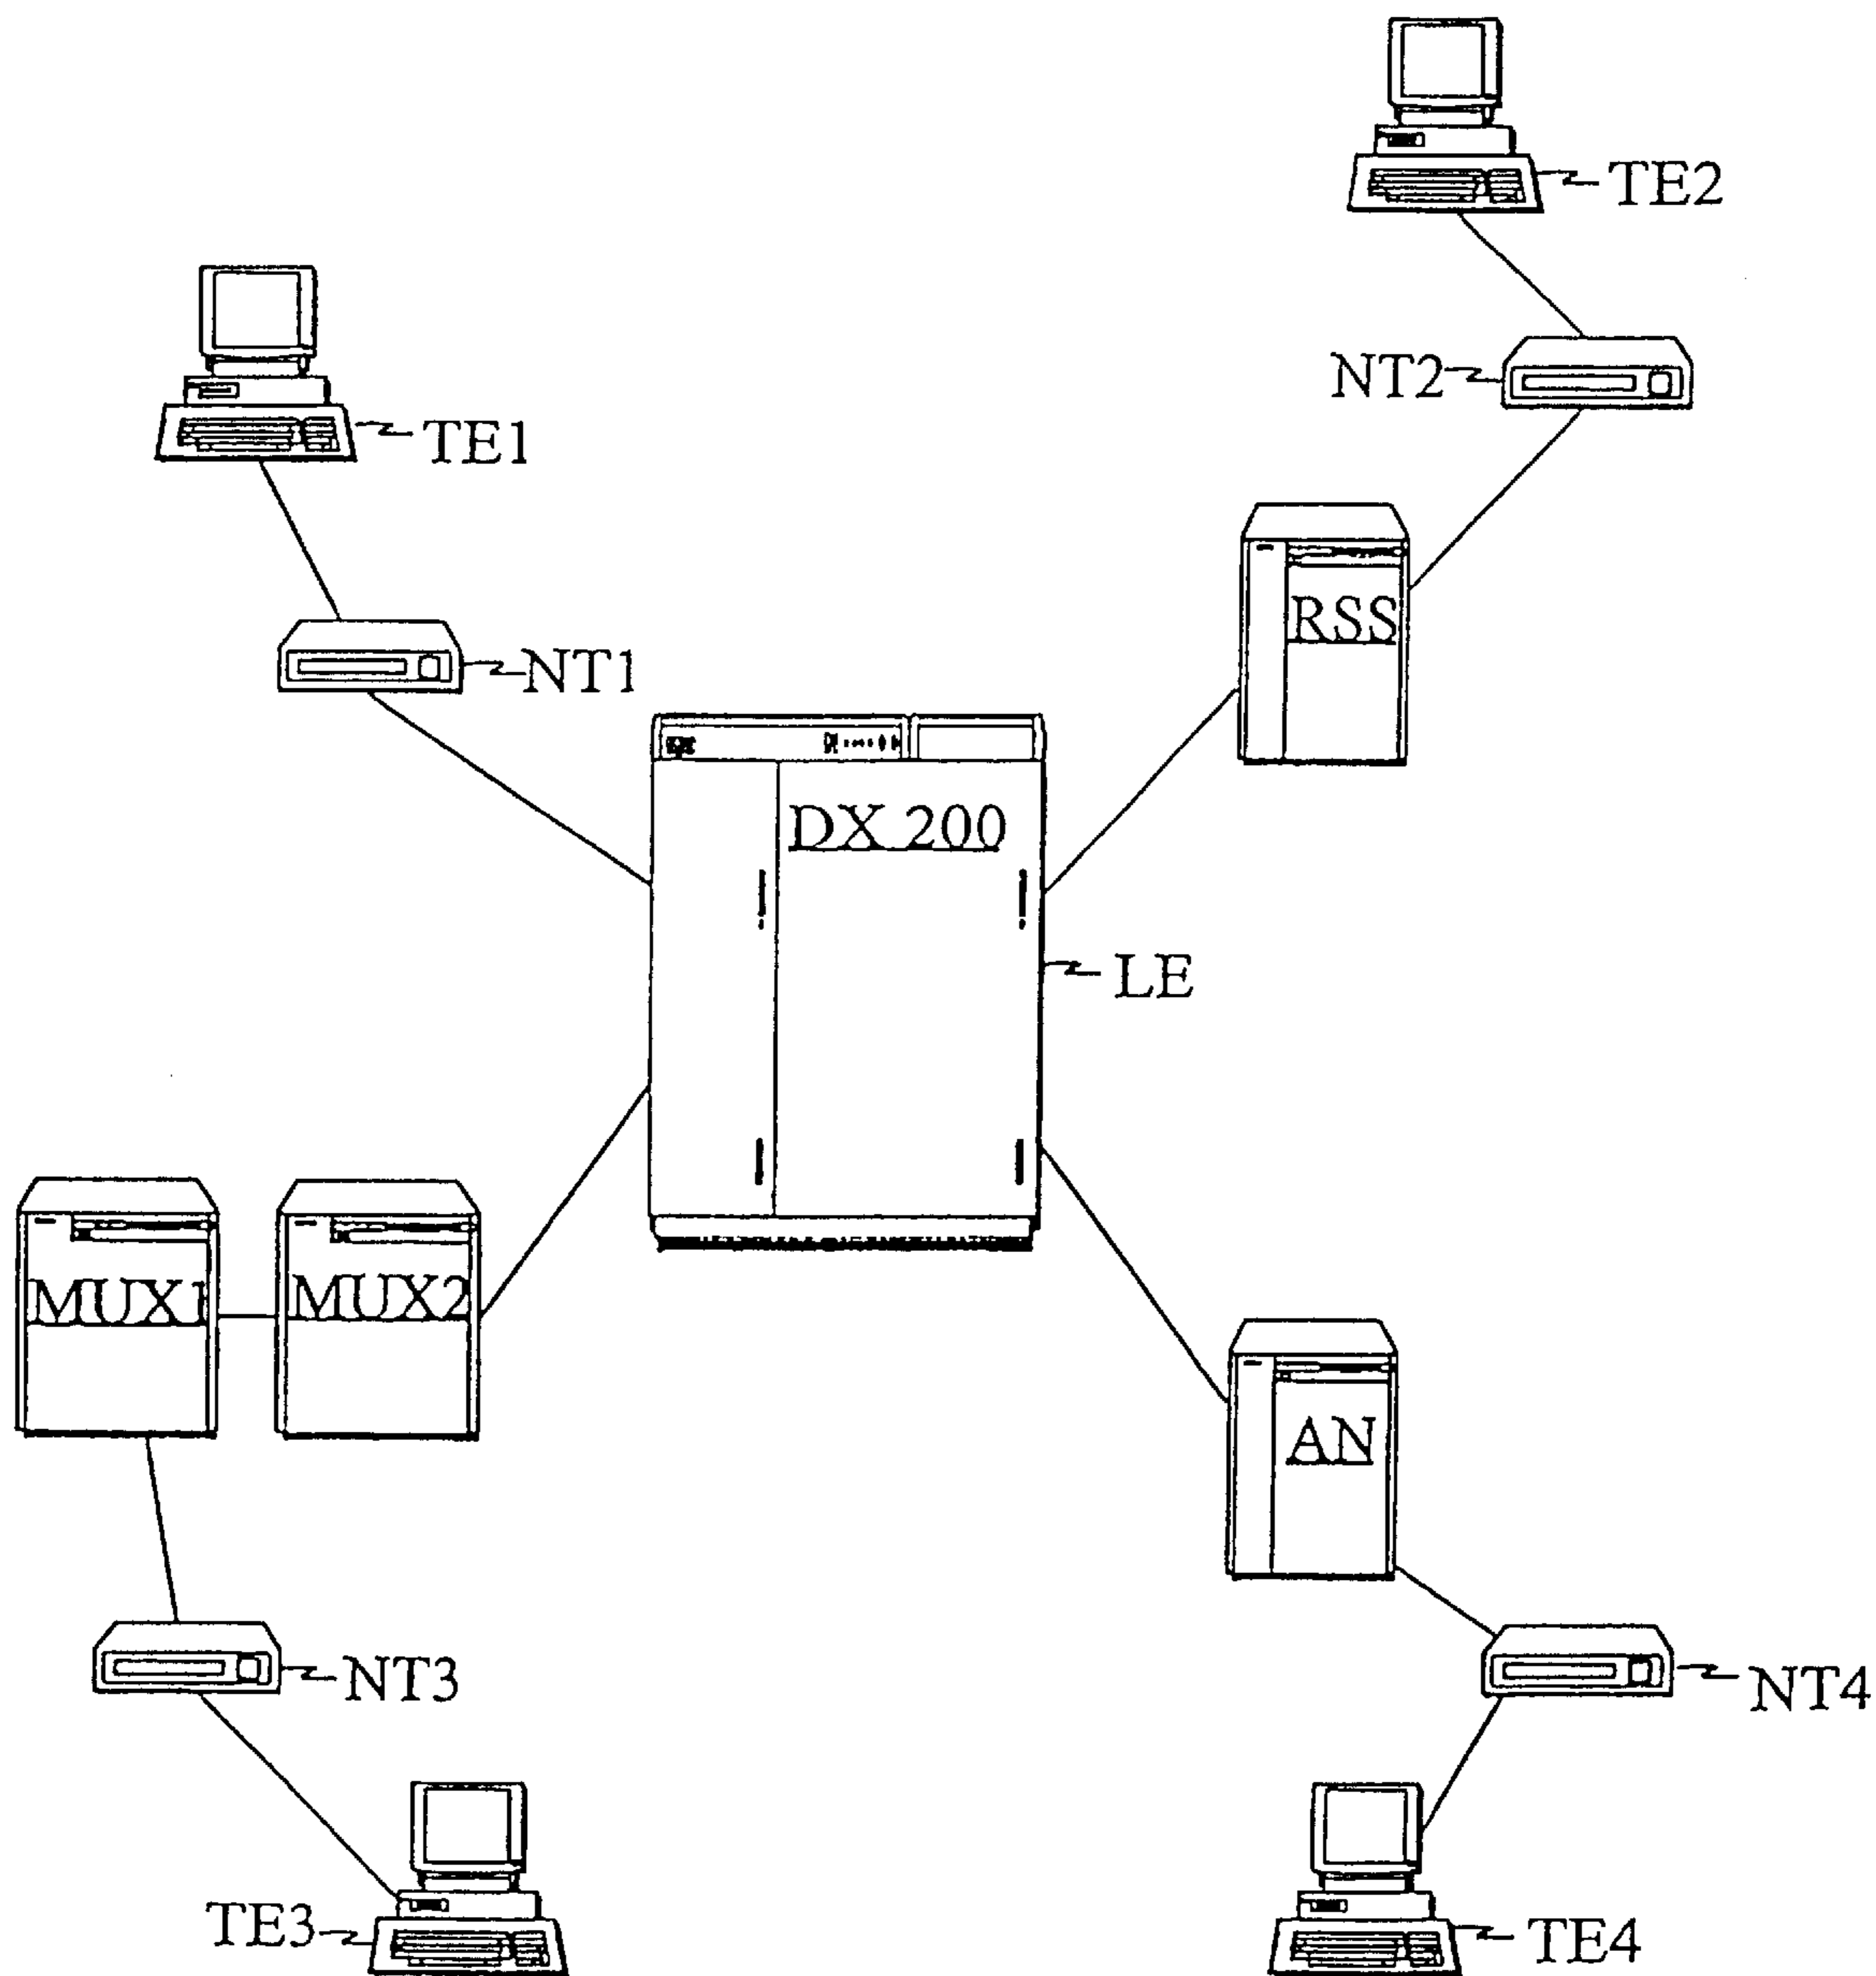 TE2
NT2
TE1
RSS
NT1
DX 200
LE
MUX1
MUX2
AN
NT3
NT4
TE3
TE4